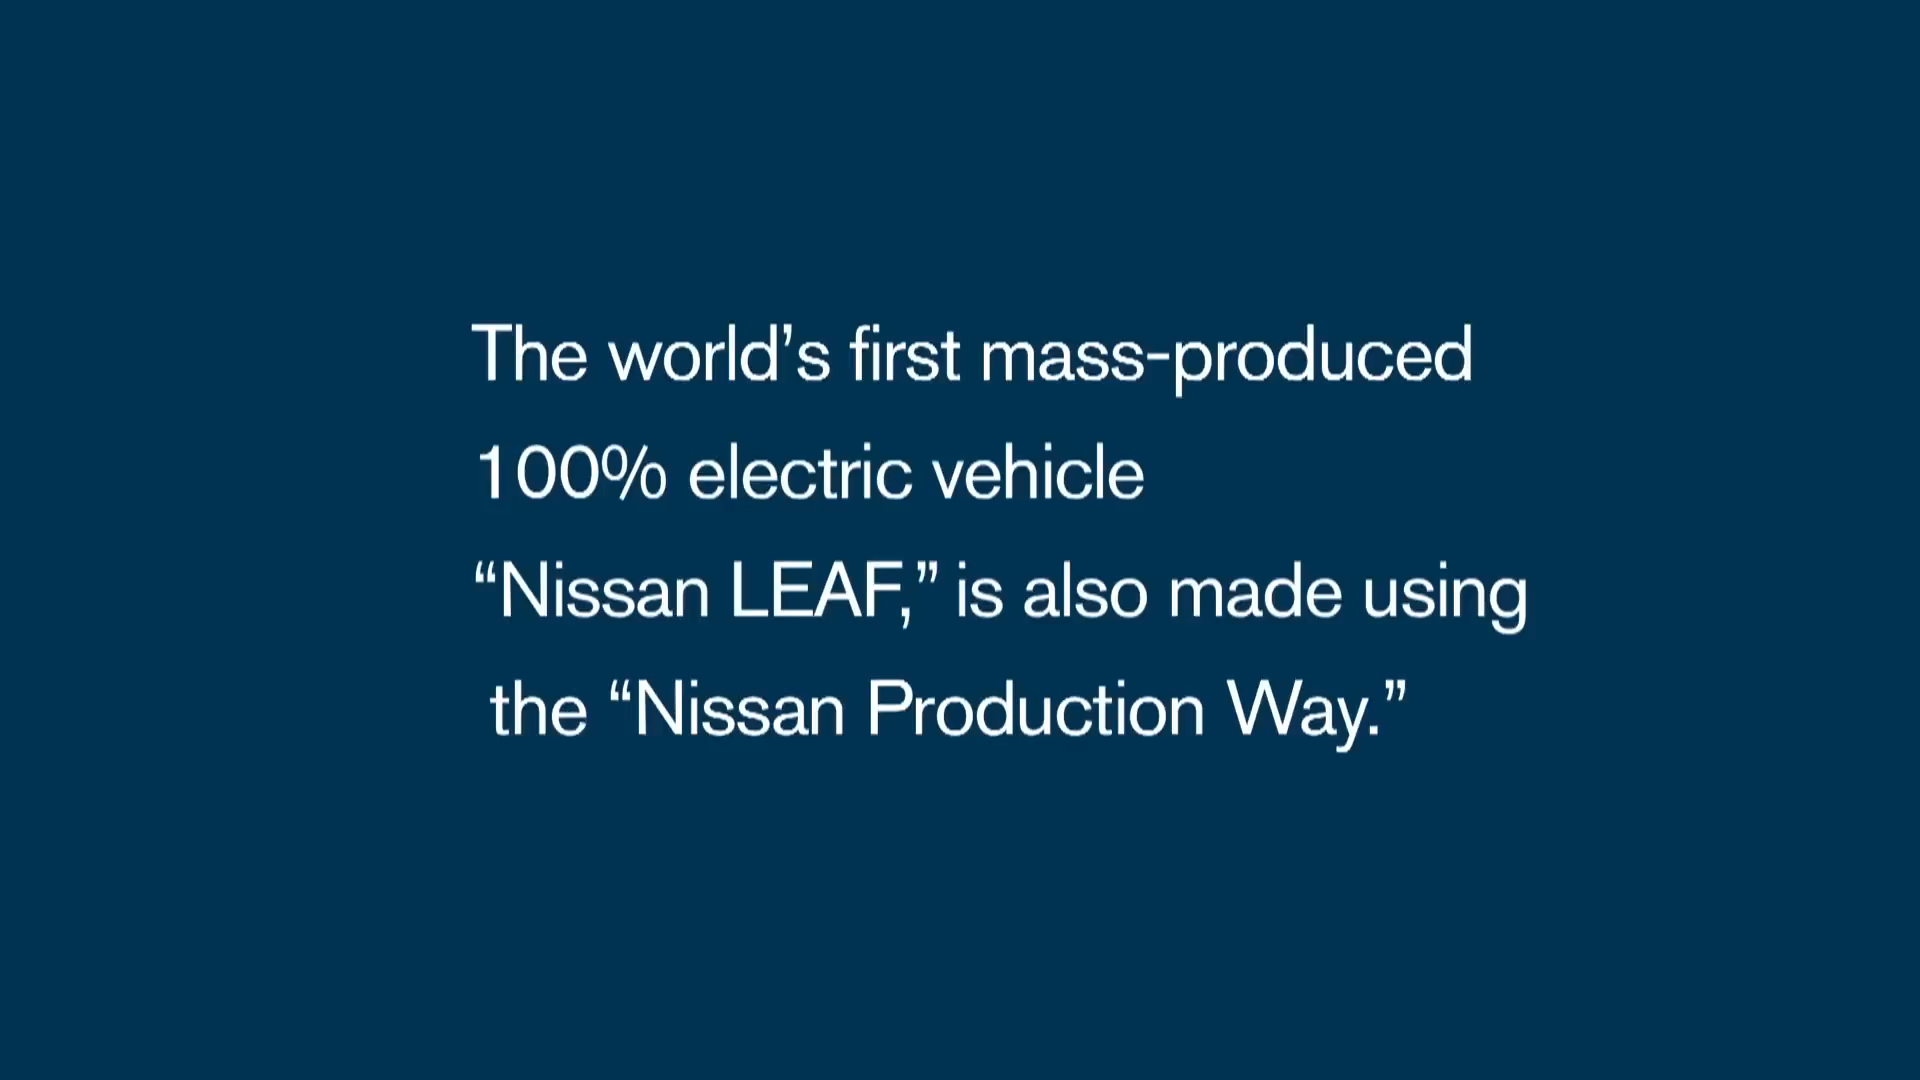 The world’s first mass-produced
100% electric vehicle
“Nissan LEAF,” is also made using
the “Nissan Production Way.”